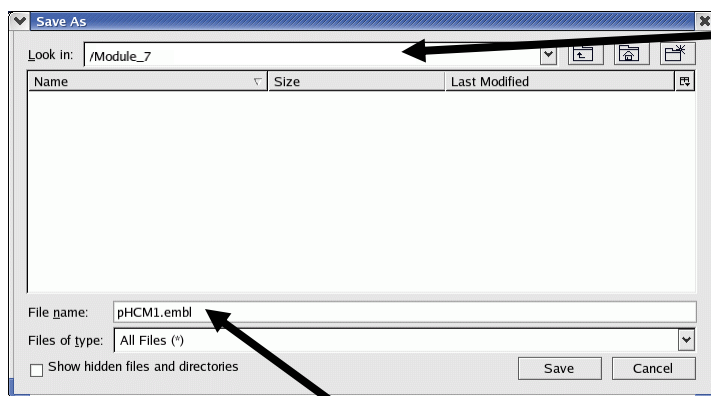 Save As
Look in: /Module_7
Name Size Last Modified
File name: pHCM1.embl
Files of type: All Files (*)
Show hidden files and directories Save Cancel